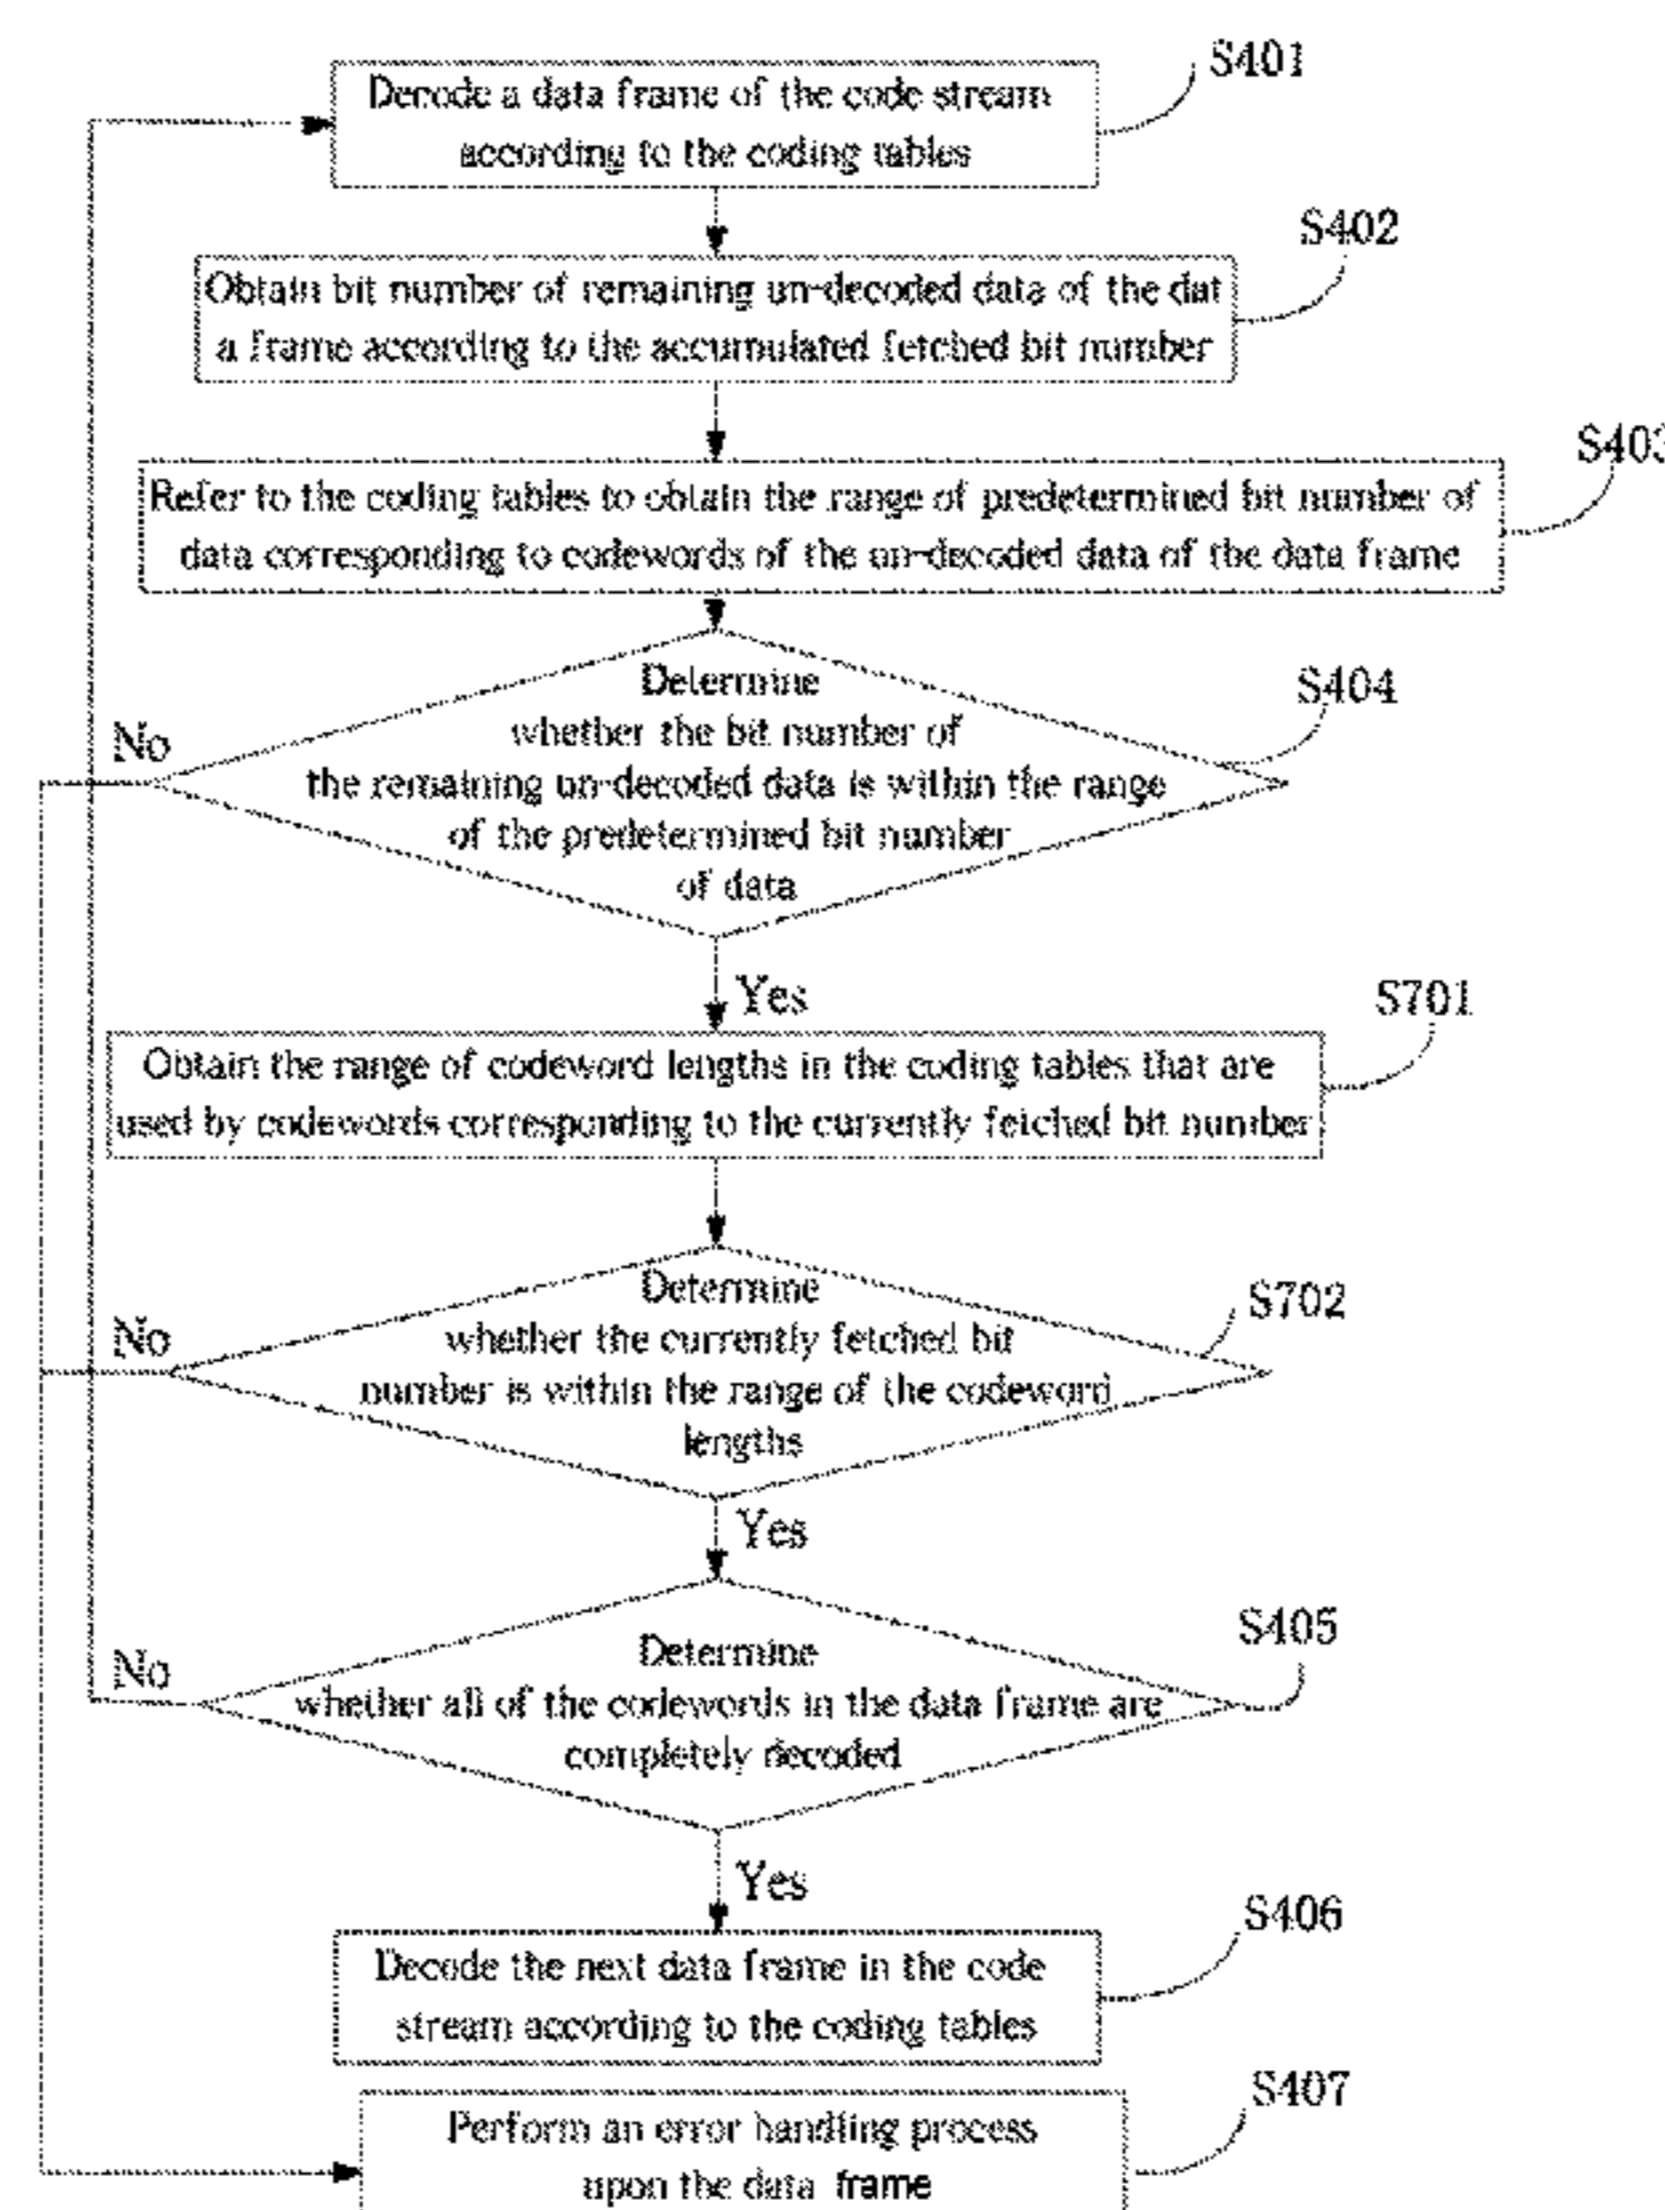 S401
Decode a data frame of the code stream
according to the coding tables
S402
Obtain bit number of remaining un-decoded data of the dat
a frame according to the accumulated fetched bit number
S403
Refer to the coding tables to obtain the range of predetermined bit number of
data corresponding to codewords of the un-decoded data of the data frame
S404
Determine
whether the bit number of
the remaining un-decoded data is within the range
of the predetermined bit number
of data
No
Yes
S701
Obtain the range of codeword lengths in the coding tables that are
used by codewords corresponding to the currently fetched bit number
S702
Determine
whether the currently fetched bit
number is within the range of the codeword
lengths
No
Yes
S405
Determine
whether all of the codewords in the data frame are
completely decoded
No
Yes
S406
Decode the next data frame in the code
stream according to the coding tables
S407
Perform an error handling process
upon the data frame